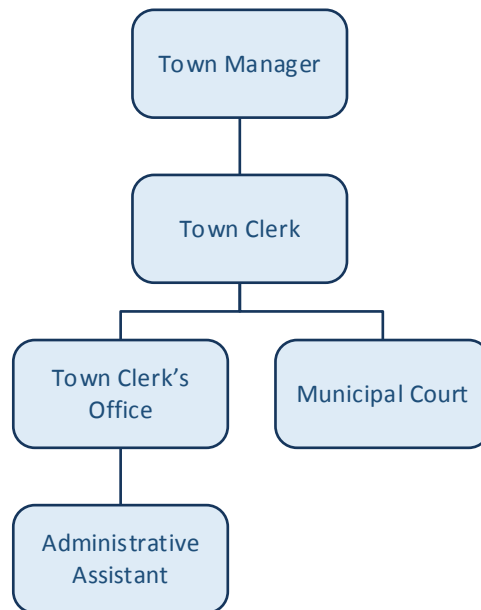 Town Manager
Town Clerk
Town Clerk’s
Office
Municipal Court
Administrative
Assistant